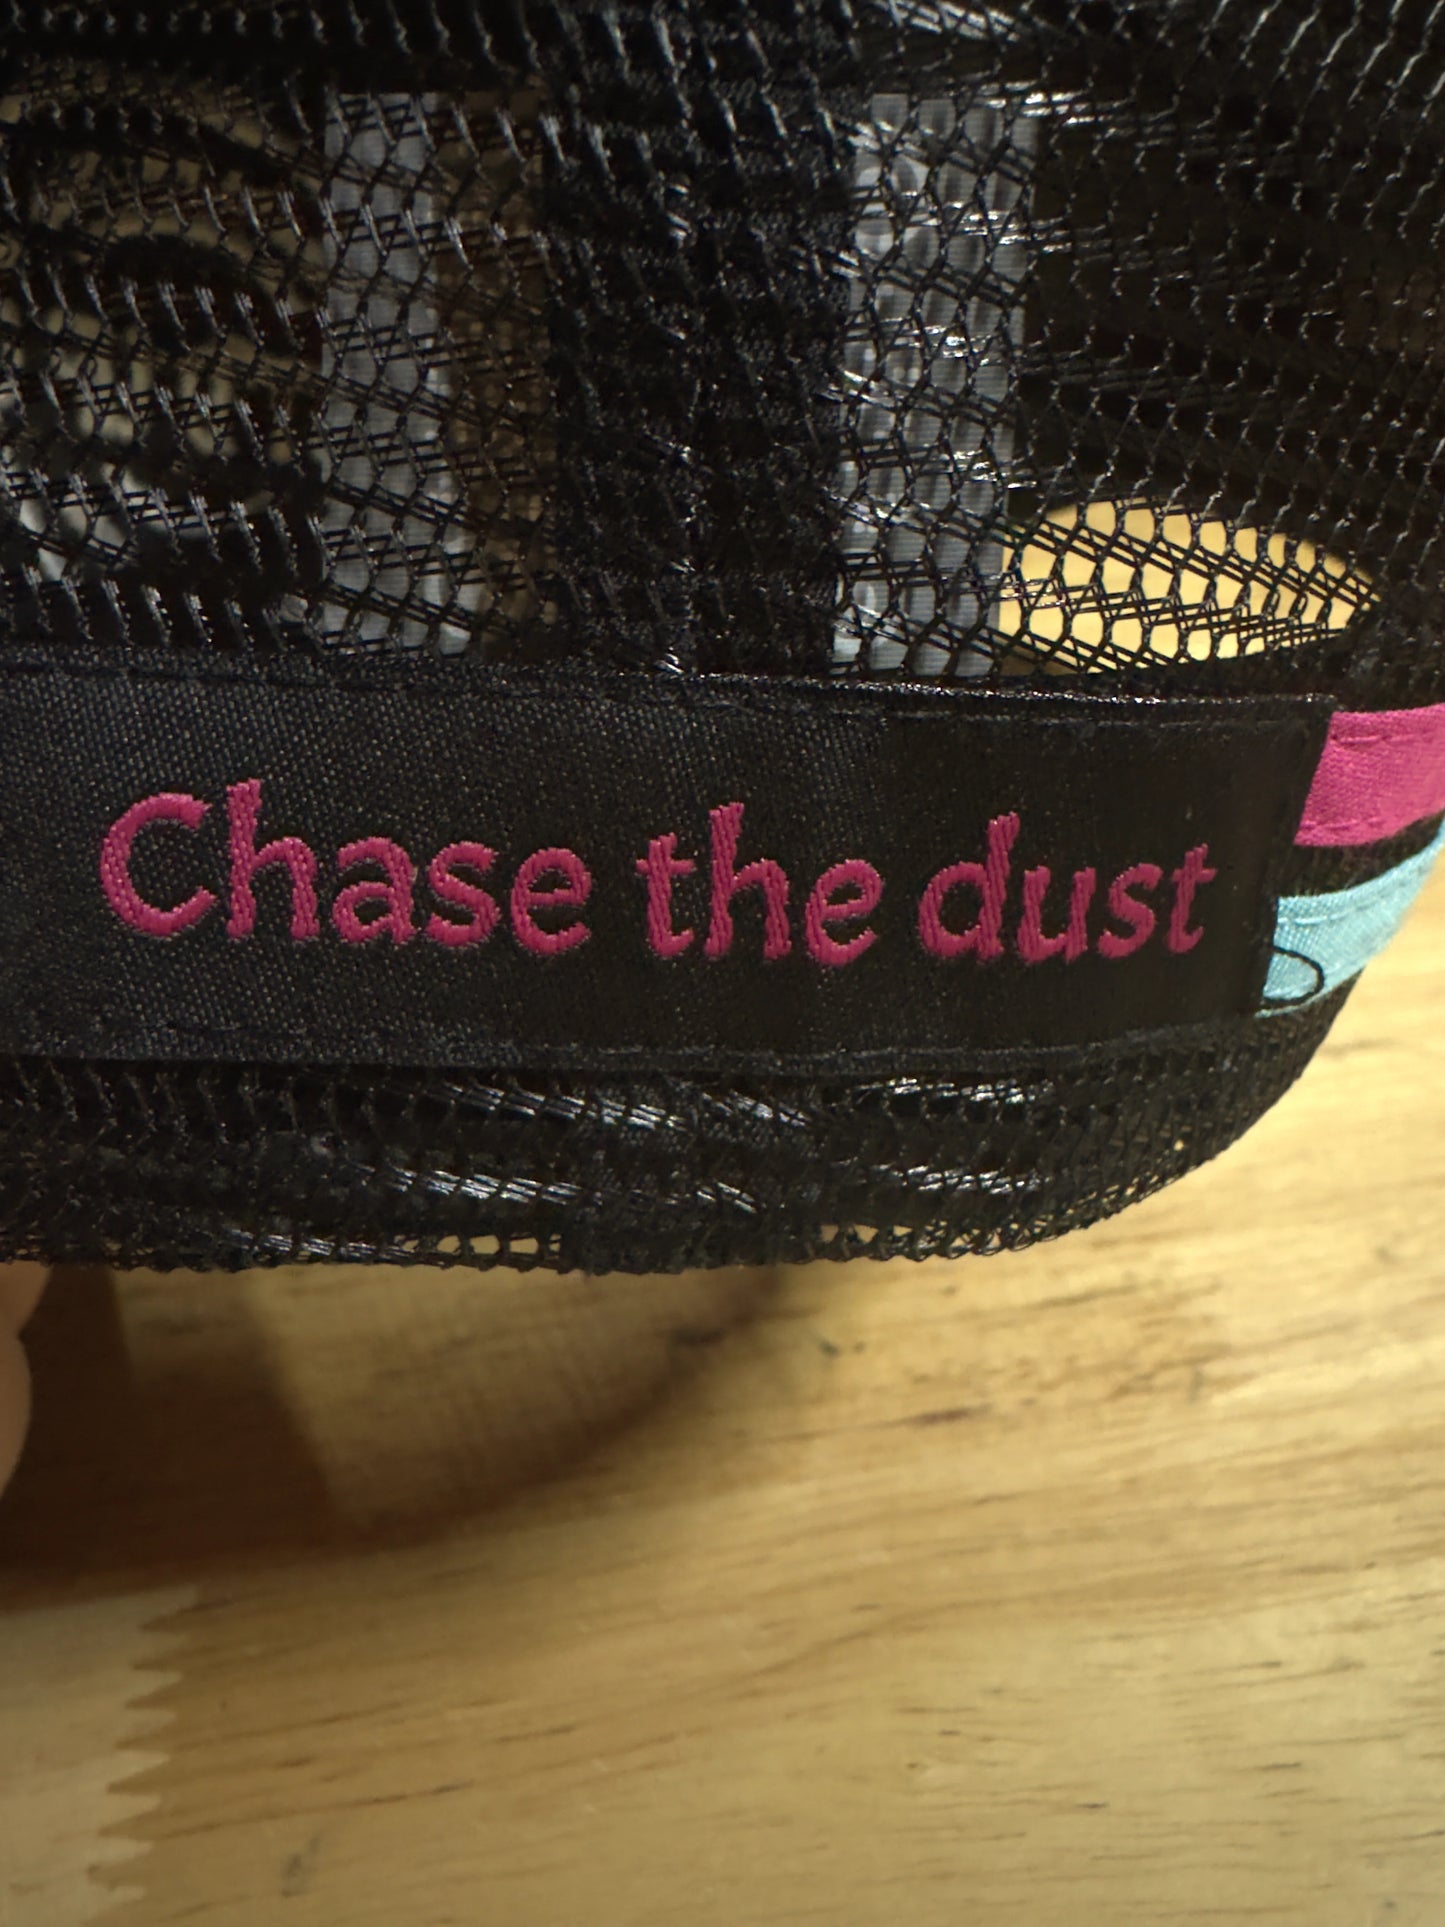 Chase the dust